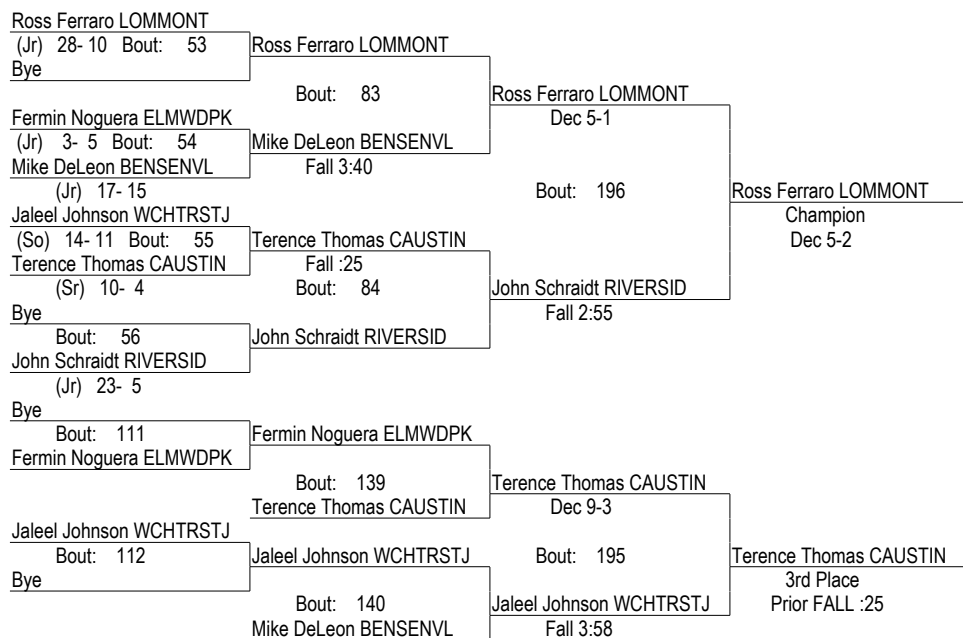 Ross Ferraro LOMMONT
(Jr) 28- 10 Bout: 53
Ross Ferraro LOMMONT
Bye
Bout: 83
Ross Ferraro LOMMONT
Fermin Noguera ELMWDPK
Dec 5-1
(Jr) 3- 5 Bout: 54
Mike DeLeon BENSENVL
Mike DeLeon BENSENVL
Fall 3:40
(Jr) 17- 15
Bout: 196
Ross Ferraro LOMMONT
Jaleel Johnson WCHTRSTJ
Champion
(So) 14- 11 Bout: 55
Terence Thomas CAUSTIN
Dec 5-2
Terence Thomas CAUSTIN
Fall :25
(Sr) 10- 4
Bout: 84
John Schraidt RIVERSID
Bye
Fall 2:55
Bout: 56
John Schraidt RIVERSID
John Schraidt RIVERSID
(Jr) 23- 5
Bye
Bout: 111
Fermin Noguera ELMWDPK
Fermin Noguera ELMWDPK
Bout: 139
Terence Thomas CAUSTIN
Terence Thomas CAUSTIN
Dec 9-3
Jaleel Johnson WCHTRSTJ
Bout: 112
Jaleel Johnson WCHTRSTJ
Bout: 195
Terence Thomas CAUSTIN
Bye
3rd Place
Bout: 140
Jaleel Johnson WCHTRSTJ
Prior FALL :25
Mike DeLeon BENSENVL
Fall 3:58